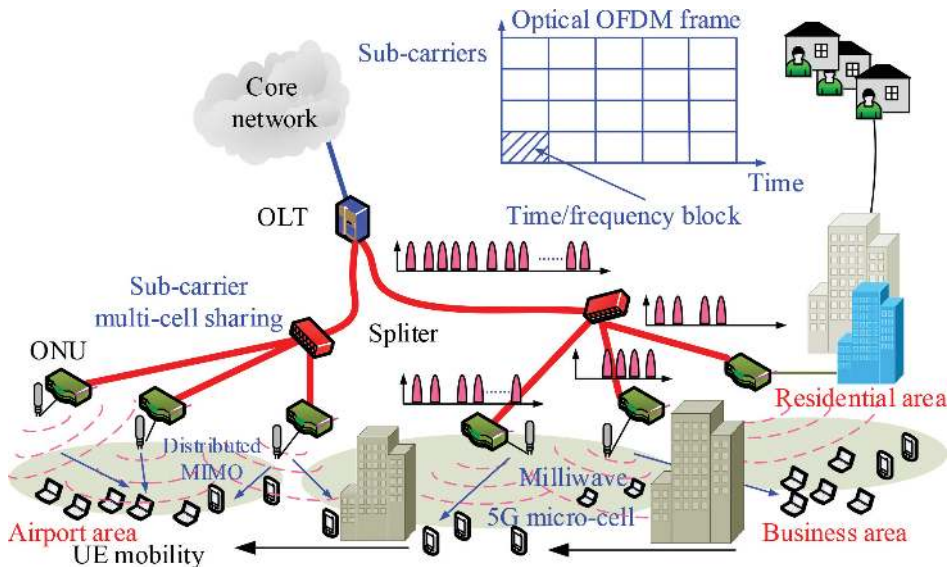 Optical OFDM frame
Sub-carriers
Core
network
Time
OLT
Time/frequency block
Sub-carrier
multi-cell sharing
Spliter
ONU
Residential area
Distributed
MIMO
Milliwave
5G micro-cell
Airport area
Business area
UE mobility